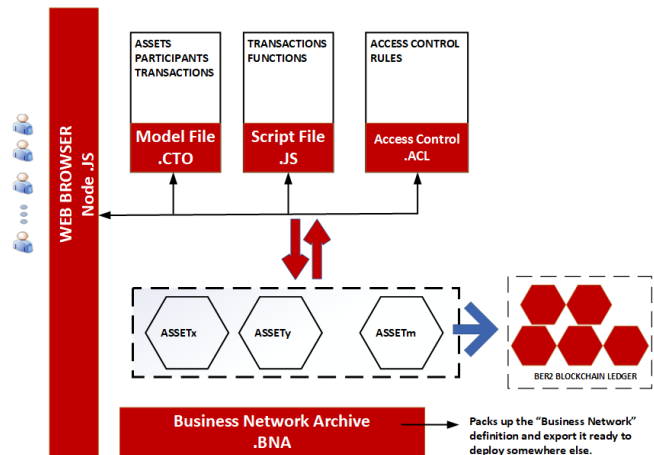 WEB BROWSER
Node .JS
ASSETS
PARTICIPANTS
TRANSACTIONS
Model File
.CTO
TRANSACTIONS
FUNCTIONS
Script File
.JS
ACCESS CONTROL
RULES
Access Control
.ACL
ASSETx
ASSETy
ASSETm
BER2 BLOCKCHAIN LEDGER
Business Network Archive
.BNA
Packs up the “Business Network”
definition and export it ready to
deploy somewhere else.